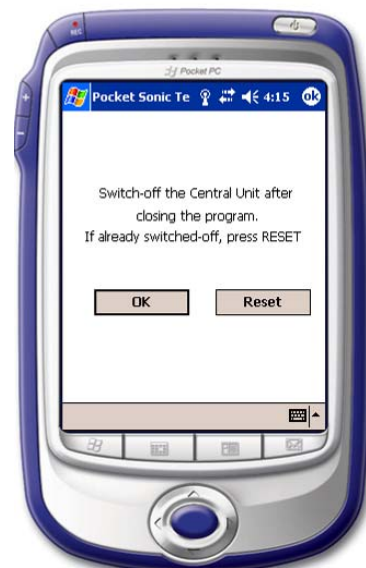 REC
Pocket PC
Pocket Sonic Te 4:15 ok
Switch-off the Central Unit after
closing the program.
If already switched-off, press RESET
OK Reset